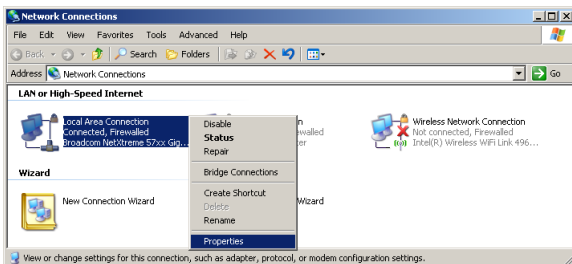 Network Connections
File Edit View Favorites Tools Advanced Help
Back Search Folders
Address Network Connections Go
LAN or High-Speed Internet
Local Area Connection
Connected, Firewalled
Broadcom NetXtreme 57xx Gig...
Disable
Status
Repair
Bridge Connections
Create Shortcut
Delete
Rename
Properties
Wireless Network Connection
Not connected, Firewalled
Intel(R) Wireless WiFi Link 496...
Wizard
New Connection Wizard
Wizard
View or change settings for this connection, such as adapter, protocol, or modem configuration settings.